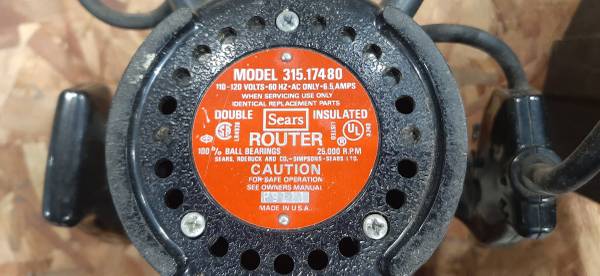 MODEL 315.17480
110-120 VOLTS•60 HZ•AC ONLY•6.5 AMPS
WHEN SERVICING USE ONLY
IDENTICAL REPLACEMENT PARTS
DOUBLE Sears INSULATED
ROUTER ®
100% BALL BEARINGS 25,000 R.P.M.
SEARS, ROEBUCK AND CO.–SIMPSONS-SEARS LTD.
CAUTION
FOR SAFE OPERATION
SEE OWNERS MANUAL
MADE IN U.S.A.